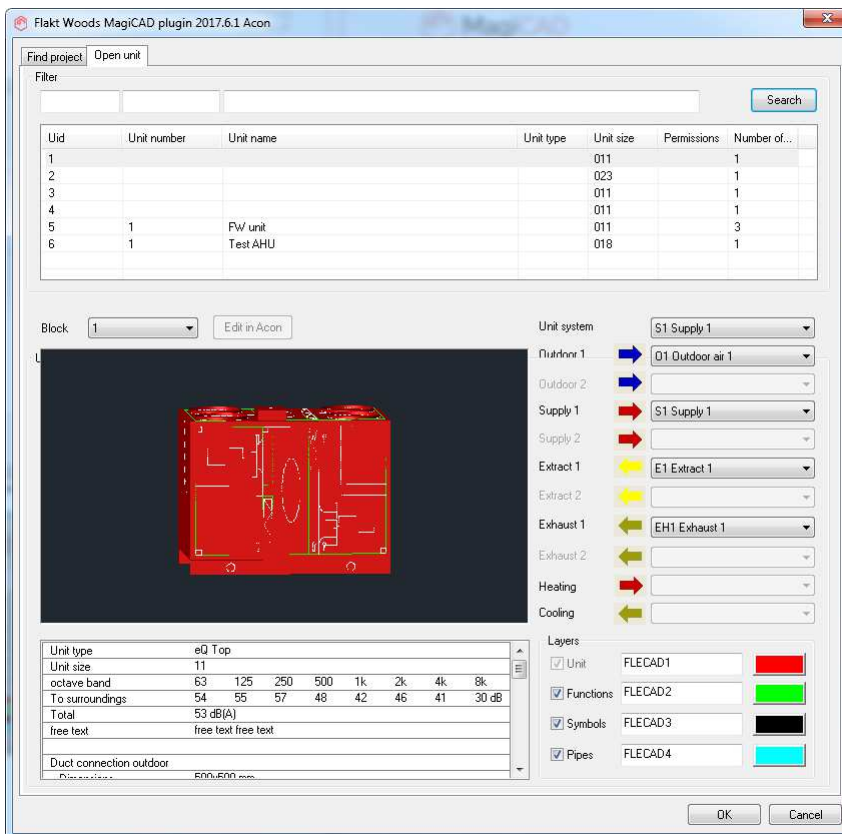 Flakt Woods MagiCAD plugin 2017.6.1 Acon
MagiCAD
Find project Open unit
Filter
Search
Uid Unit number Unit name Unit type Unit size Permissions Number of...
1 011 1
2 023 1
3 011 1
4 011 1
5 1 FW unit 011 3
6 1 Test AHU 018 1
Block 1 Edit in Acon
Unit system S1 Supply 1
Outdoor 1 O1 Outdoor air 1
Outdoor 2
Supply 1 S1 Supply 1
Supply 2
Extract 1 E1 Extract 1
Extract 2
Exhaust 1 EH1 Exhaust 1
Exhaust 2
Heating
Cooling
Unit type eQ Top
Unit size 11
octave band 63 125 250 500 1k 2k 4k 8k
To surroundings 54 55 57 48 42 46 41 30 dB
Total 53 dB(A)
free text free text free text
Duct connection outdoor
Dimensions 500x500 mm
Layers
Unit FLECAD1
Functions FLECAD2
Symbols FLECAD3
Pipes FLECAD4
OK Cancel